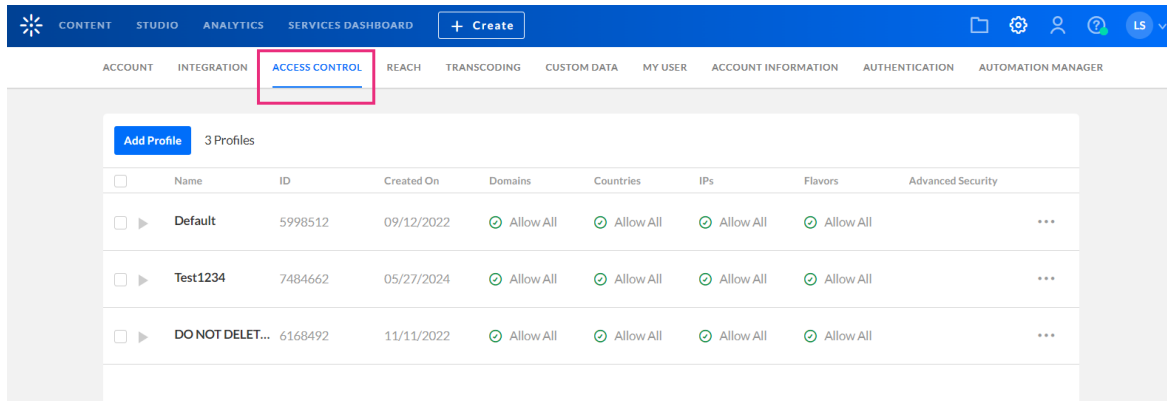 CONTENT STUDIO ANALYTICS SERVICES DASHBOARD + Create LS
ACCOUNT INTEGRATION ACCESS CONTROL REACH TRANSCODING CUSTOM DATA MY USER ACCOUNT INFORMATION AUTHENTICATION AUTOMATION MANAGER
Add Profile 3 Profiles
Name ID Created On Domains Countries IPs Flavors Advanced Security
Default 5998512 09/12/2022 Allow All Allow All Allow All Allow All
Test1234 7484662 05/27/2024 Allow All Allow All Allow All Allow All
DO NOT DELET... 6168492 11/11/2022 Allow All Allow All Allow All Allow All